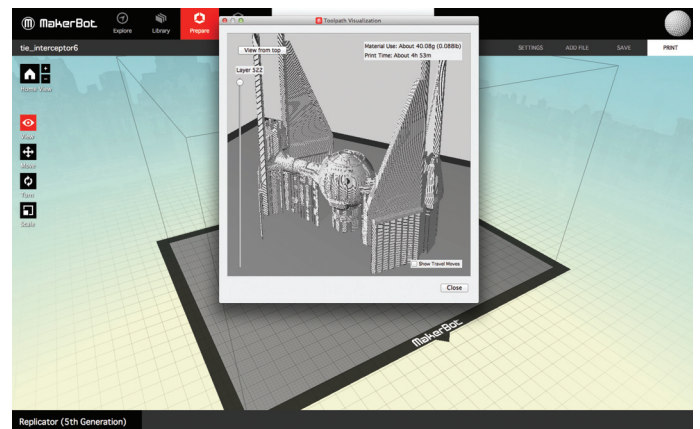 MakerBot
Explore
Library
Prepare
Toolpath Visualization
tie_interceptor6
SETTINGS
ADD FILE
SAVE
PRINT
View from top
Material Use: About 40.08g (0.088lb)
Print Time: About 4h 53m
Layer 522
Home View
View
Move
Turn
Scale
Show Travel Moves
Close
MakerBot
Replicator (5th Generation)